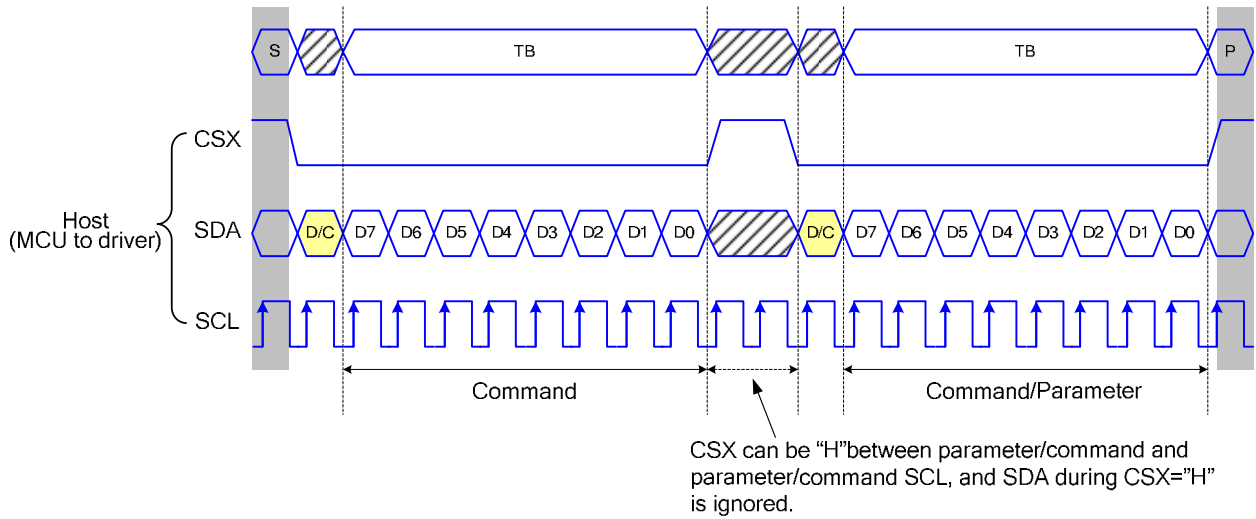 S TB TB P
CSX
Host
(MCU to driver)
SDA D/C D7 D6 D5 D4 D3 D2 D1 D0 D/C D7 D6 D5 D4 D3 D2 D1 D0
SCL
Command Command/Parameter
CSX can be “H”between parameter/command and
parameter/command SCL, and SDA during CSX=”H”
is ignored.